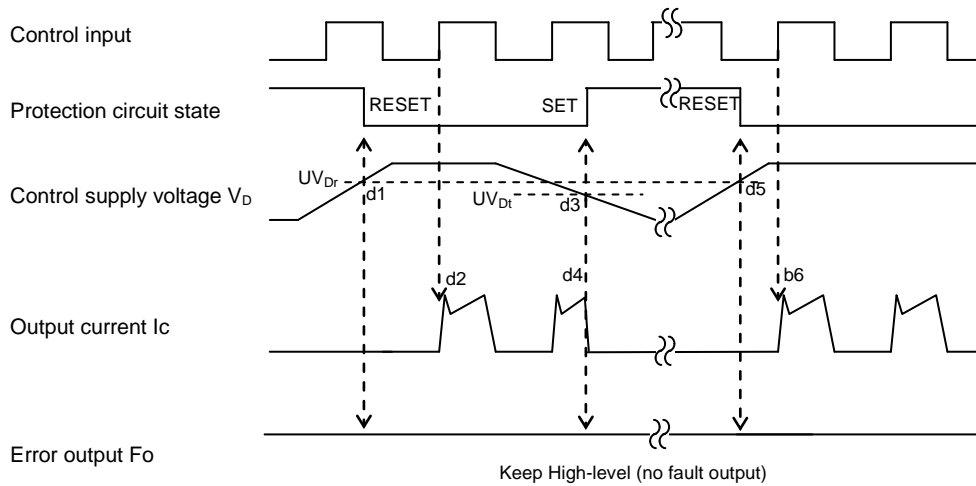 Control input
Protection circuit state
RESET
SET
RESET
Control supply voltage VD
UVDr
d1
UVDt
d3
d5
d2
d4
b6
Output current Ic
Error output Fo
Keep High-level (no fault output)